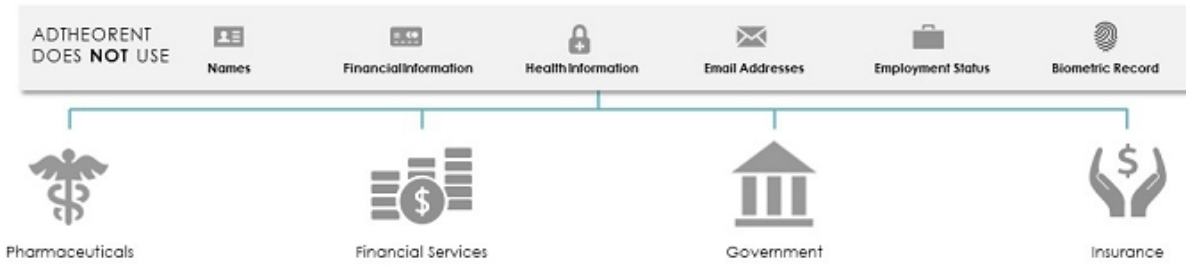 ADTHEORENT
DOES NOT USE
Names
FinancialInformation
Health Information
Email Addresses
Employment Status
Biometric Record
Pharmaceuticals
Financial Services
Government
Insurance